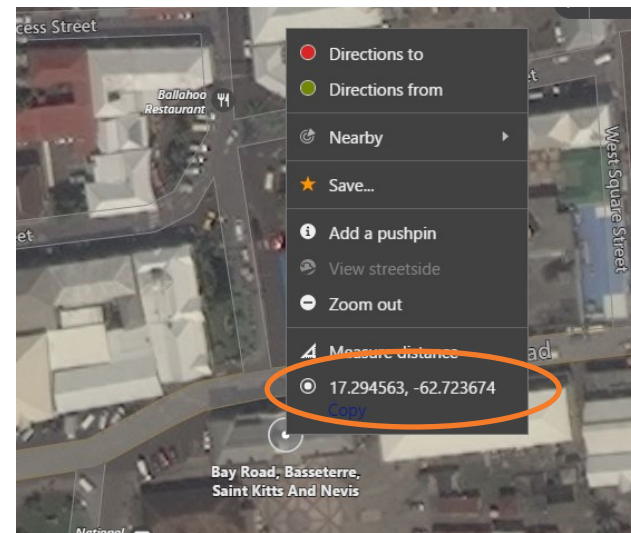 cess Street
Ballahoo
Restaurant
et
Directions to
Directions from
Nearby
Save...
Add a pushpin
View streetside
Zoom out
Measure distance
17.294563, -62.723674
Copy
et
West Square Street
ad
Bay Road, Basseterre,
Saint Kitts And Nevis
National